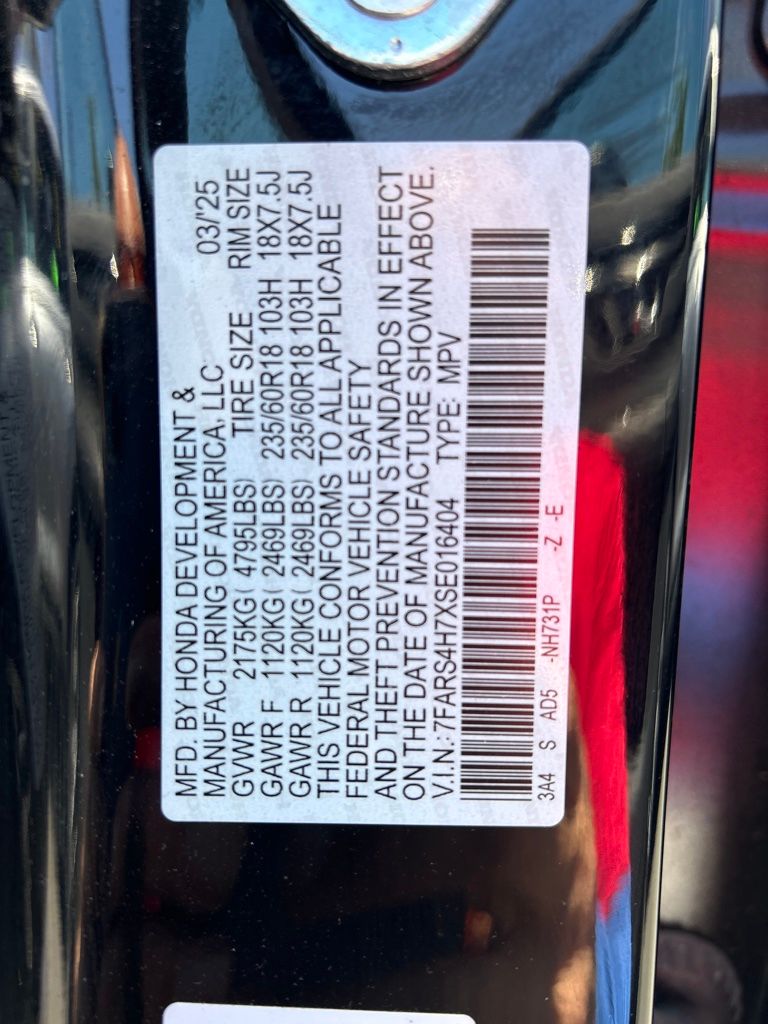 MFD. BY HONDA DEVELOPMENT &
MANUFACTURING OF AMERICA, LLC 03/'25
GVWR 2175KG( 4795LBS) TIRE SIZE RIM SIZE
GAWR F 1120KG( 2469LBS) 235/60R18 103H 18X7.5J
GAWR R 1120KG( 2469LBS) 235/60R18 103H 18X7.5J
THIS VEHICLE CONFORMS TO ALL APPLICABLE
FEDERAL MOTOR VEHICLE SAFETY
AND THEFT PREVENTION STANDARDS IN EFFECT
ON THE DATE OF MANUFACTURE SHOWN ABOVE.
V.I.N.: 7FARS4H7XSE016404 TYPE: MPV
3A4 S AD5 -NH731P -Z -E